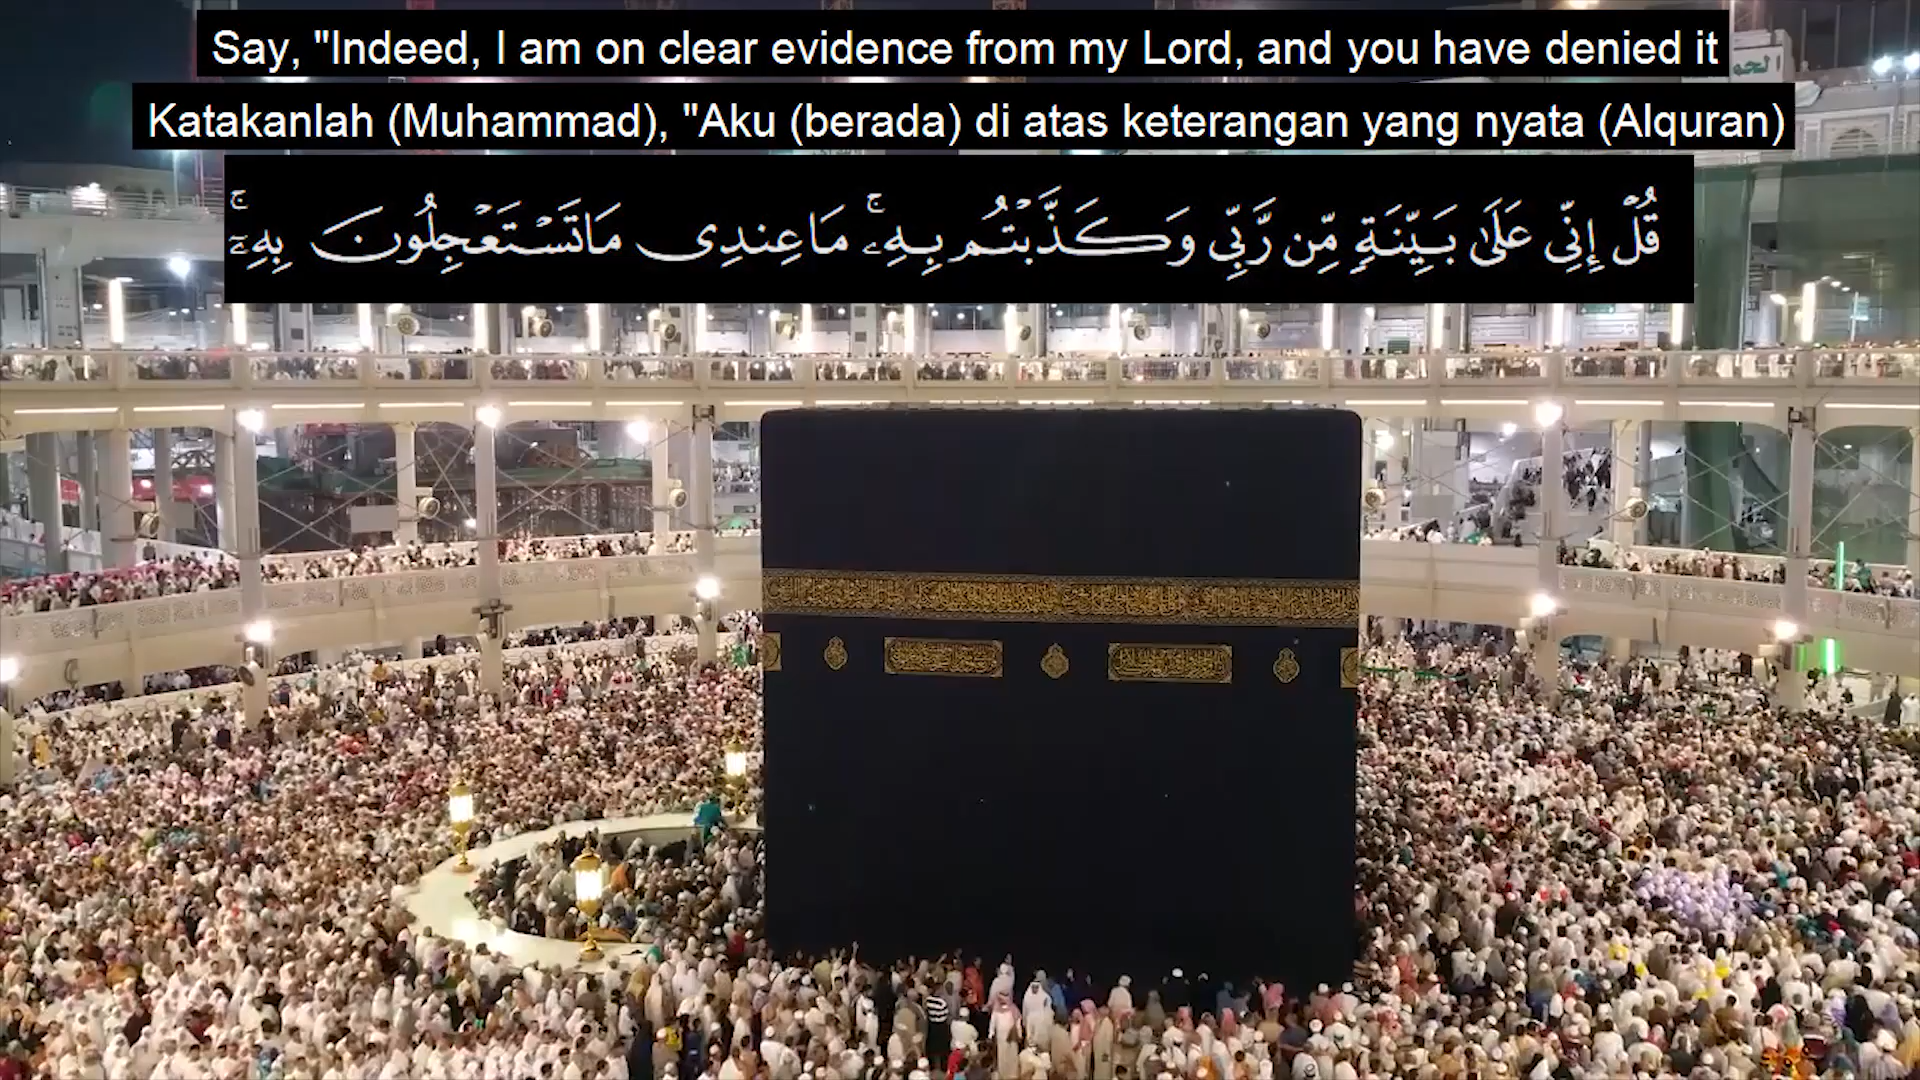 Say, "Indeed, I am on clear evidence from my Lord, and you have denied it
Katakanlah (Muhammad), "Aku (berada) di atas keterangan yang nyata (Alquran)
قُلْ إِنِّى عَلَىٰ بَيِّنَةٍ مِّن رَّبِّى وَكَذَّبْتُم بِهِۦ ۚ مَا عِندِى مَا تَسْتَعْجِلُونَ بِهِۦٓ ۚ